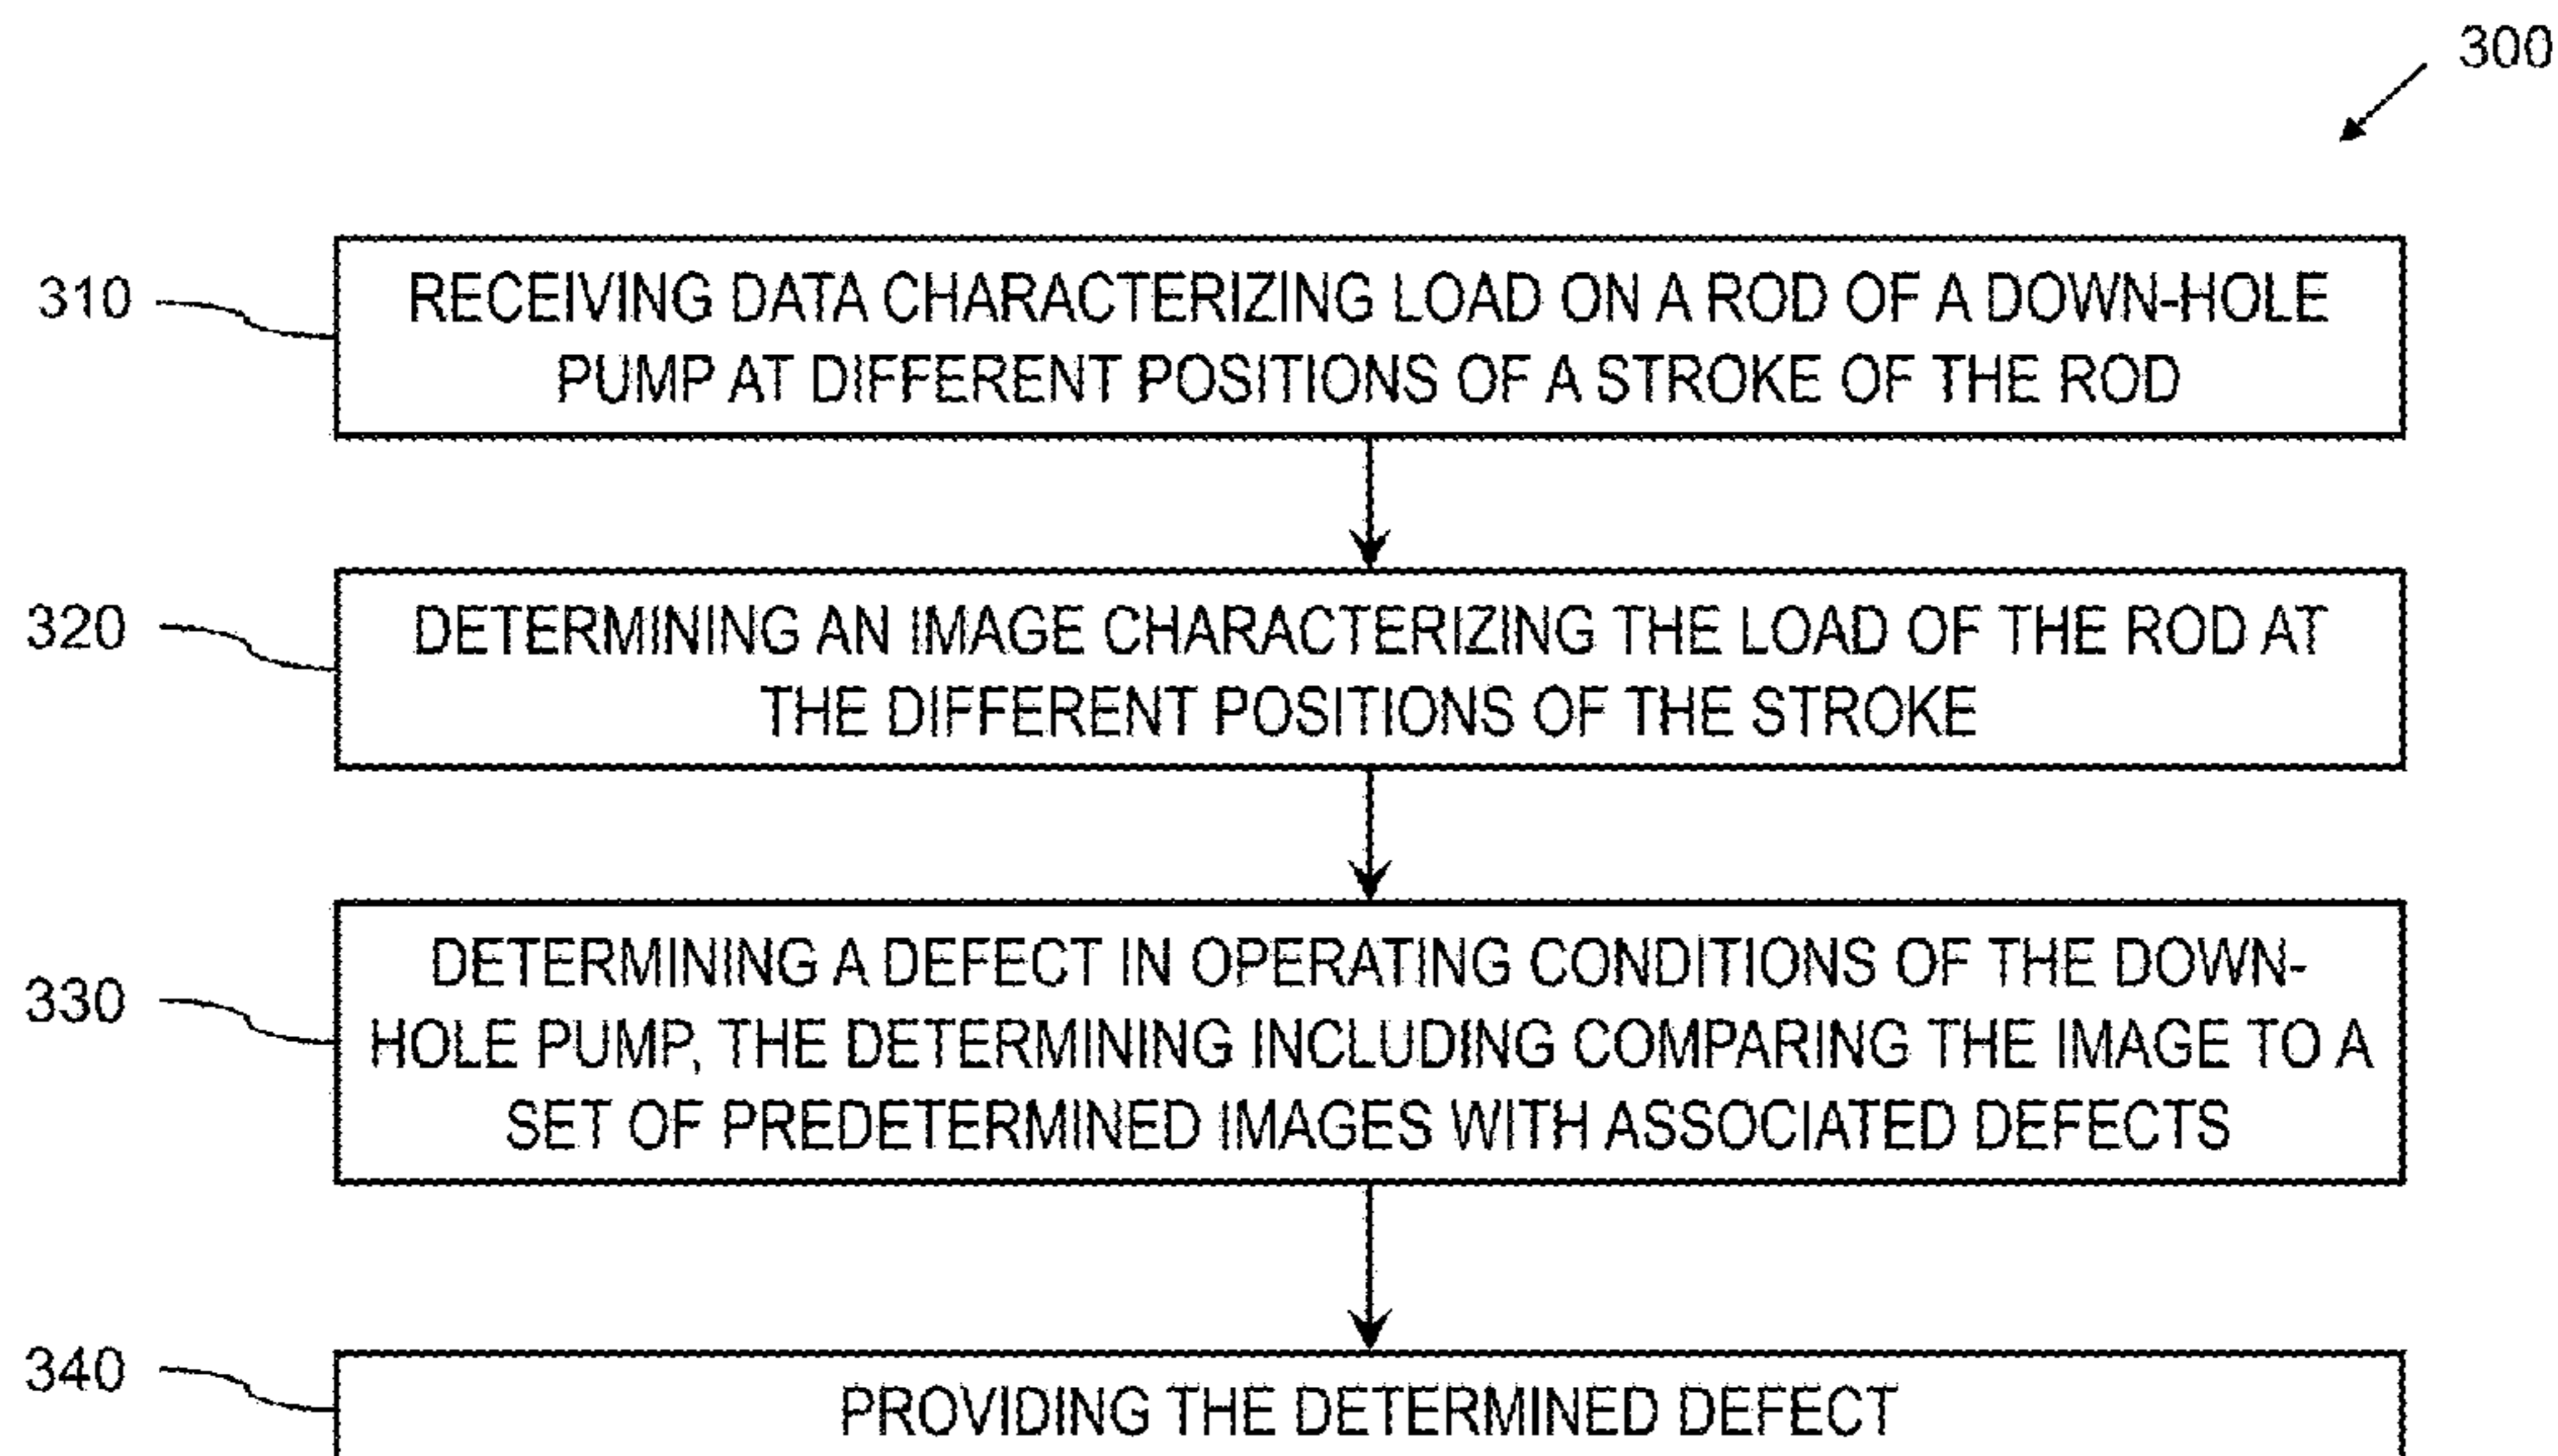 300
310
RECEIVING DATA CHARACTERIZING LOAD ON A ROD OF A DOWN-HOLE
PUMP AT DIFFERENT POSITIONS OF A STROKE OF THE ROD
320
DETERMINING AN IMAGE CHARACTERIZING THE LOAD OF THE ROD AT
THE DIFFERENT POSITIONS OF THE STROKE
330
DETERMINING A DEFECT IN OPERATING CONDITIONS OF THE DOWN-
HOLE PUMP, THE DETERMINING INCLUDING COMPARING THE IMAGE TO A
SET OF PREDETERMINED IMAGES WITH ASSOCIATED DEFECTS
340
PROVIDING THE DETERMINED DEFECT